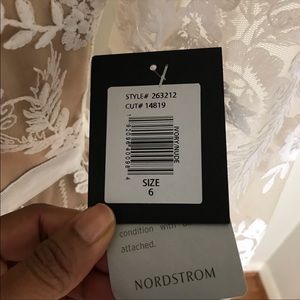 STYLE# 263212
CUT# 14819
IVORY/NUDE
SIZE
6
condition with
attached.
NORDSTROM